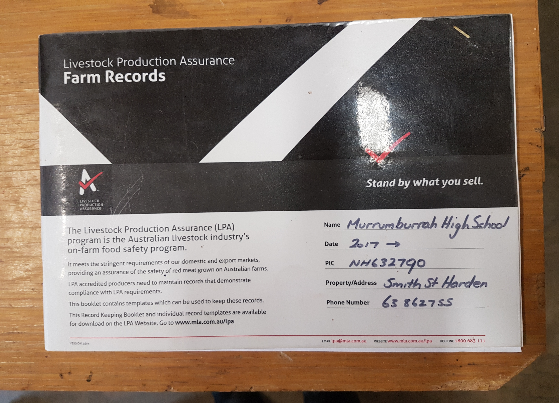 Livestock Production Assurance
Farm Records
LIVESTOCK
PRODUCTION
ASSURANCE
Stand by what you sell.
The Livestock Production Assurance (LPA)
program is the Australian livestock industry's
on-farm food safety program.
It meets the stringent requirements of our domestic and export markets,
providing an assurance of the safety of red meat grown on Australian farms.
LPA accredited producers need to maintain records that demonstrate
compliance with LPA requirements.
This booklet contains templates which can be used to keep these records.
This Record Keeping Booklet and individual record templates are available
for download on the LPA Website. Go to www.mla.com.au/lpa
Name Murrumburrah High School
Date 2017 →
PIC NH632790
Property/Address Smith St Harden
Phone Number 63 862755
www.mla.com.au/lpa